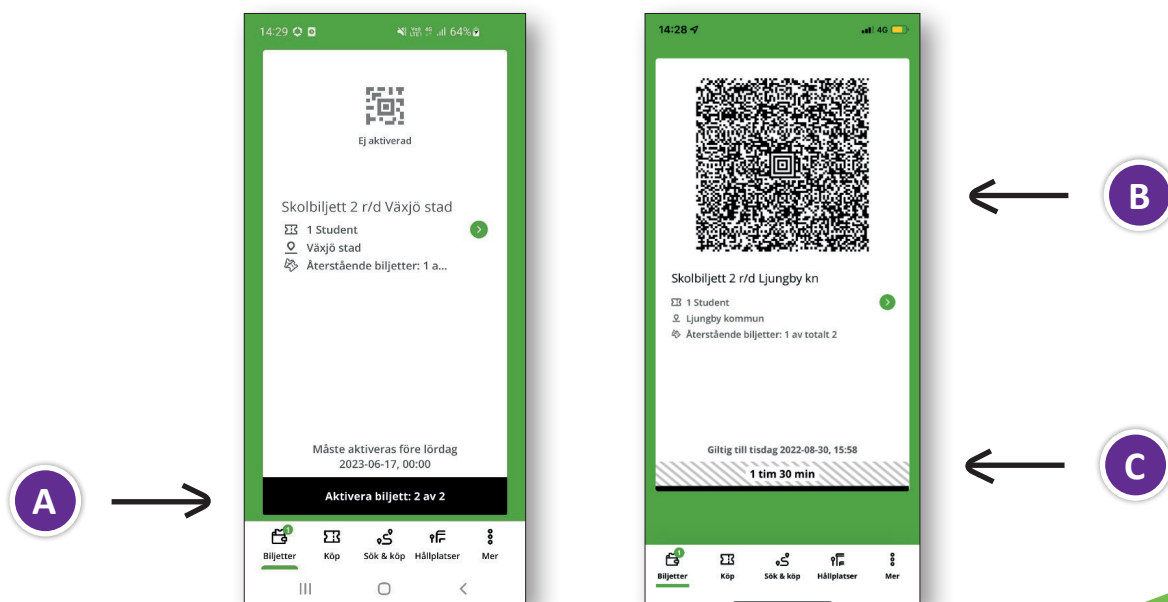 14:29
64%
Ej aktiverad
Skolbiljett 2 r/d Växjö stad
1 Student
Växjö stad
Återstående biljetter: 1 a...
Måste aktiveras före lördag
2023-06-17, 00:00
Aktivera biljett: 2 av 2
1
Biljetter Köp Sök & köp Hållplatser Mer
A
14:28
4G
Skolbiljett 2 r/d Ljungby kn
1 Student
Ljungby kommun
Återstående biljetter: 1 av totalt 2
Giltig till tisdag 2022-08-30, 15:58
1 tim 30 min
1
Biljetter Köp Sök & köp Hållplatser Mer
B
C